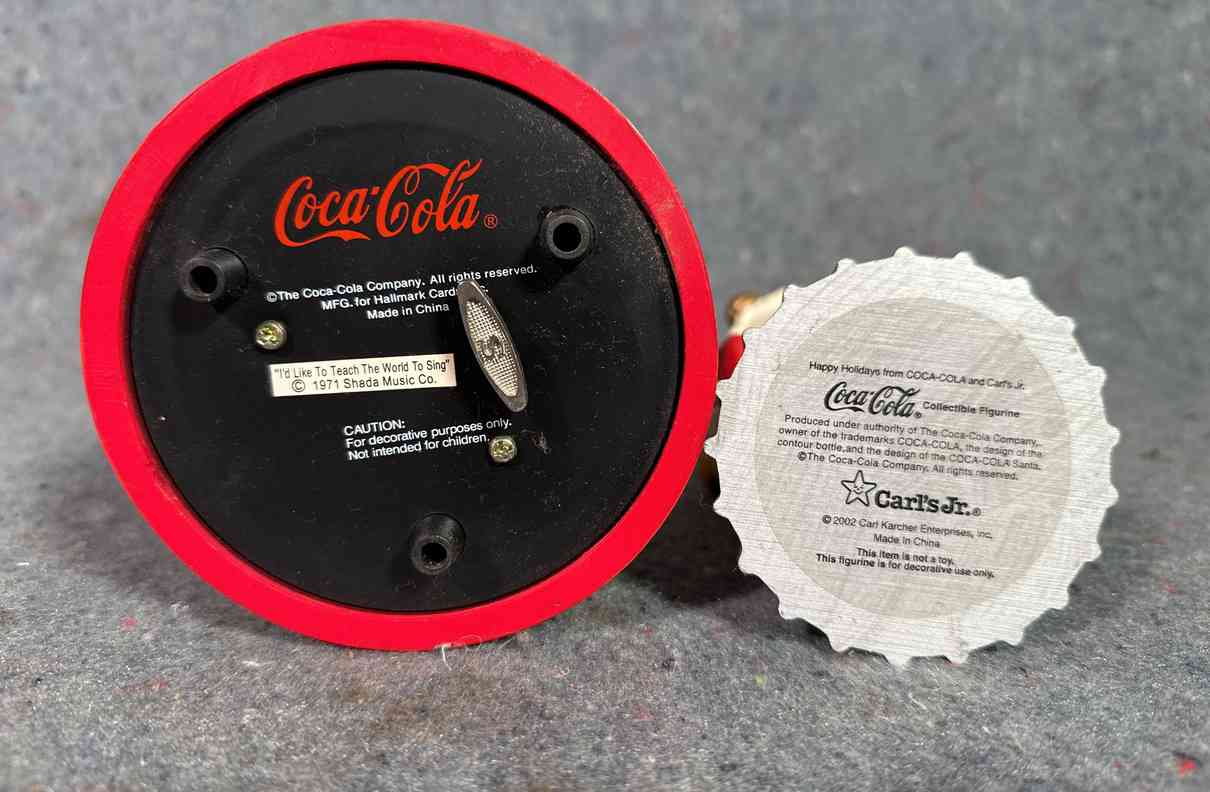 Coca-Cola®
©The Coca-Cola Company. All rights reserved.
MFG. for Hallmark Cards
Made in China
"I'd Like To Teach The World To Sing"
© 1971 Shada Music Co.
CAUTION:
For decorative purposes only.
Not intended for children.
Happy Holidays from COCA-COLA and Carl's Jr.
Coca-Cola® Collectible Figurine
Produced under authority of The Coca-Cola Company,
owner of the trademarks COCA-COLA, the design of the
contour bottle,and the design of the COCA-COLA Santa.
©The Coca-Cola Company. All rights reserved.
Carl's Jr.®
©2002 Carl Karcher Enterprises, Inc.
Made in China
This item is not a toy.
This figurine is for decorative use only.